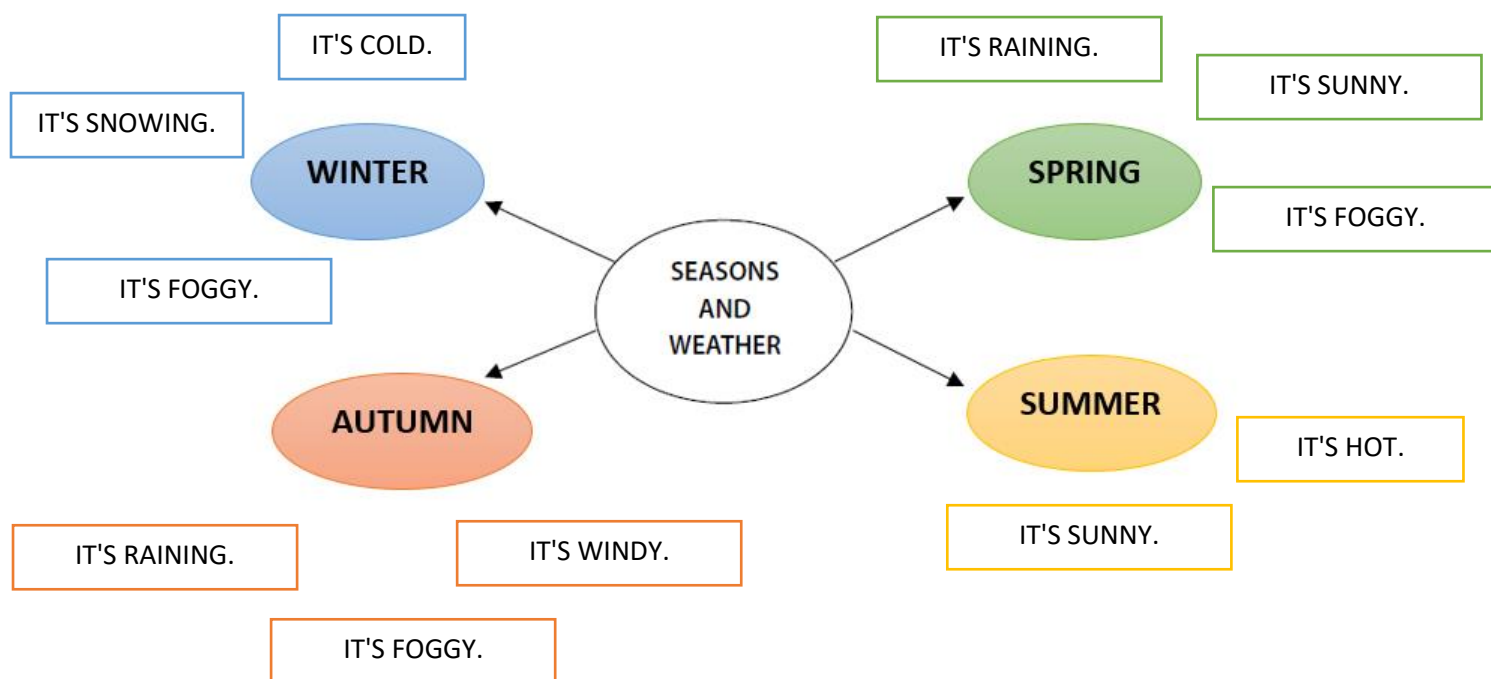 IT'S COLD.
IT'S SNOWING.
WINTER
IT'S FOGGY.
IT'S RAINING.
IT'S SUNNY.
SPRING
IT'S FOGGY.
SEASONS
AND
WEATHER
AUTUMN
IT'S RAINING.
IT'S WINDY.
IT'S FOGGY.
SUMMER
IT'S HOT.
IT'S SUNNY.